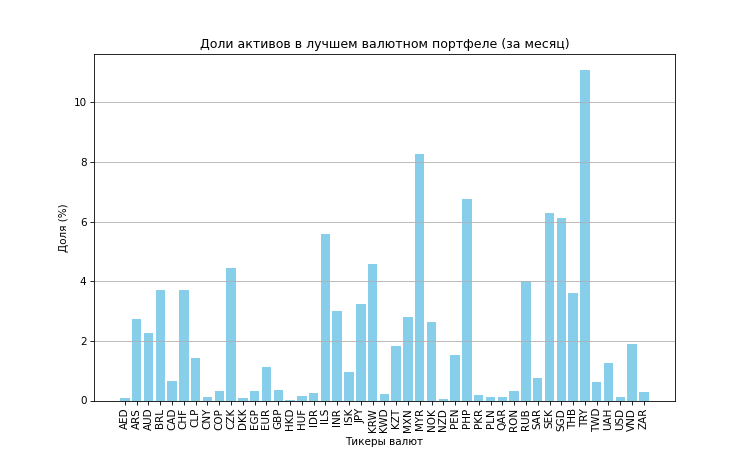 Доли активов в лучшем валютном портфеле (за месяц)
Доля (%)
10
8
6
4
2
0
AED
ARS
AUD
BRL
CAD
CHF
CLP
CNY
COP
CZK
DKK
EGP
EUR
GBP
HKD
HUF
IDR
ILS
INR
ISK
JPY
KRW
KWD
KZT
MXN
MYR
NOK
NZD
PEN
PHP
PKR
PLN
QAR
RON
RUB
SAR
SEK
SGD
THB
TRY
TWD
UAH
USD
VND
ZAR
Тикеры валют